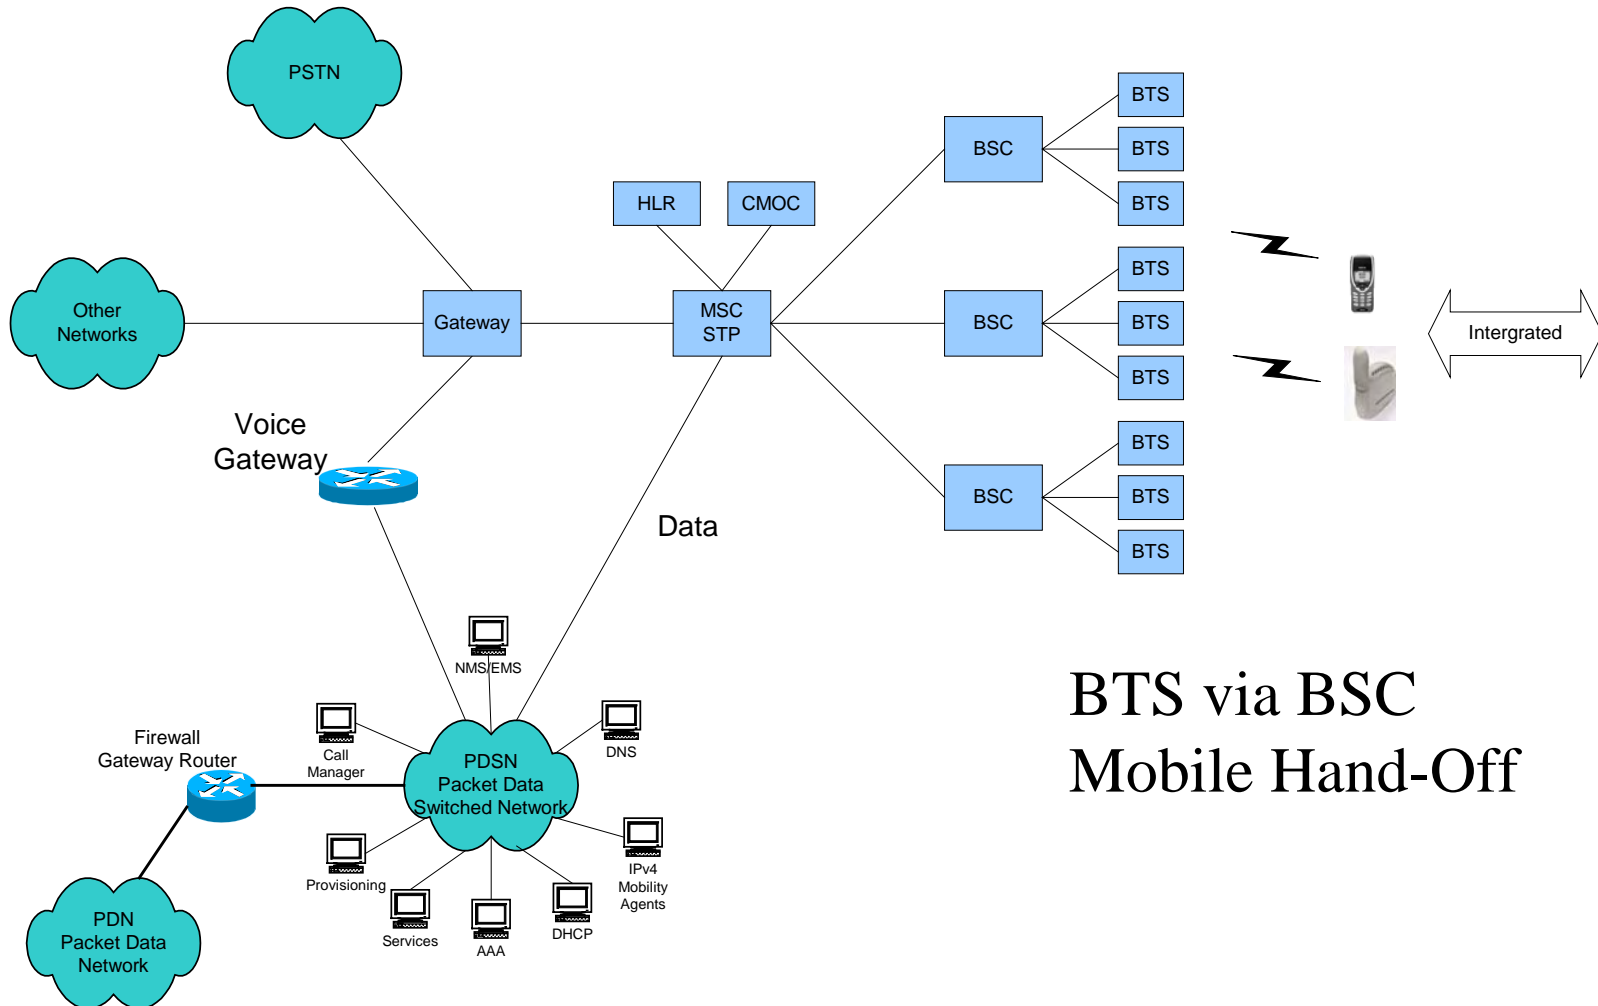 PSTN
BTS
BSC
BTS
HLR
CMOC
BTS
BTS
Other
Networks
Gateway
MSC
STP
BSC
BTS
Intergrated
BTS
Voice
Gateway
BTS
BSC
BTS
Data
BTS
NMS/EMS
BTS via BSC
Mobile Hand-Off
Firewall
Gateway Router
Call
Manager
PDSN
Packet Data
Switched Network
DNS
Provisioning
IPv4
Mobility
Agents
PDN
Packet Data
Network
Services
AAA
DHCP